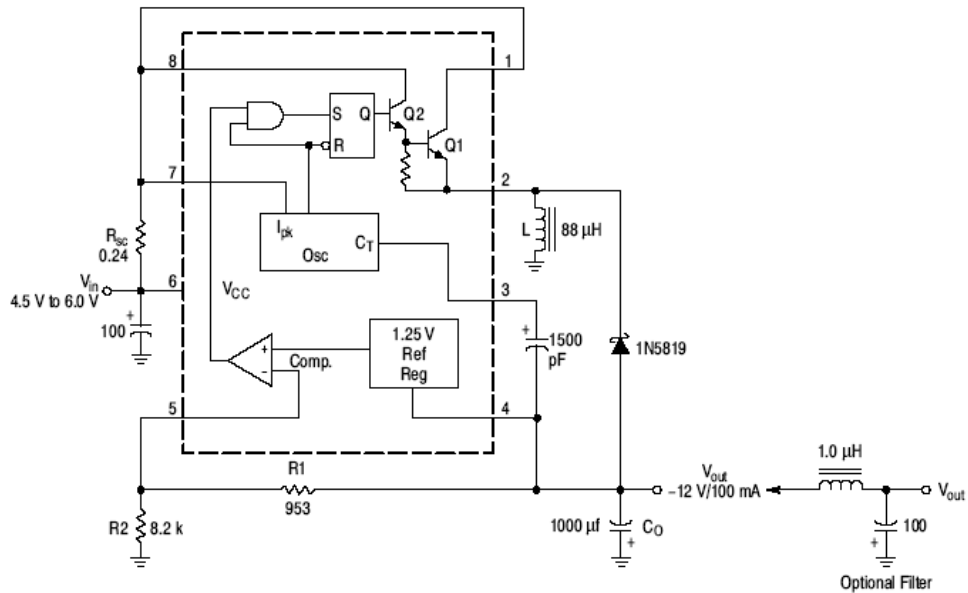 8
1
S
Q
Q2
R
Q1
7
2
Ipk
CT
Osc
L
88 µH
Rsc
0.24
Vin
4.5 V to 6.0 V
6
VCC
3
+
100
+
1500
pF
1.25 V
Ref
Reg
+
Comp.
−
1N5819
5
4
R1
953
Vout
−12 V/100 mA
1.0 µH
Vout
R2
8.2 k
1000 µf
CO
+
100
+
Optional Filter